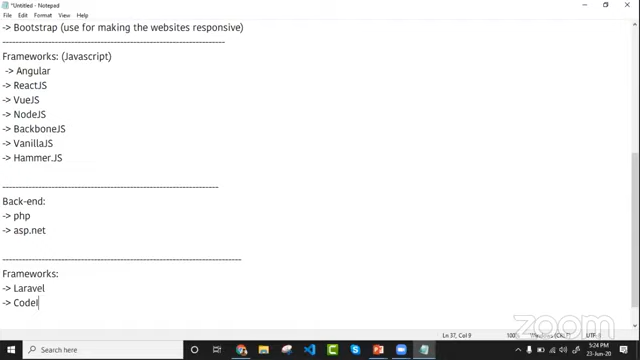 *Untitled - Notepad
File Edit Format View Help
-> Bootstrap (use for making the websites responsive)
--------------------------------------------------------------------
Frameworks: (Javascript)
-> Angular
-> ReactJS
-> VueJS
-> NodeJS
-> BackboneJS
-> VanillaJS
-> Hammer.JS
------------------------------------------------------------------
Back-end:
-> php
-> asp.net
-------------------------------------------------------------------------
Frameworks:
-> Laravel
-> CodeI
Ln 37, Col 9
100%
zoom
Search here
5:24 PM
23-Jun-20